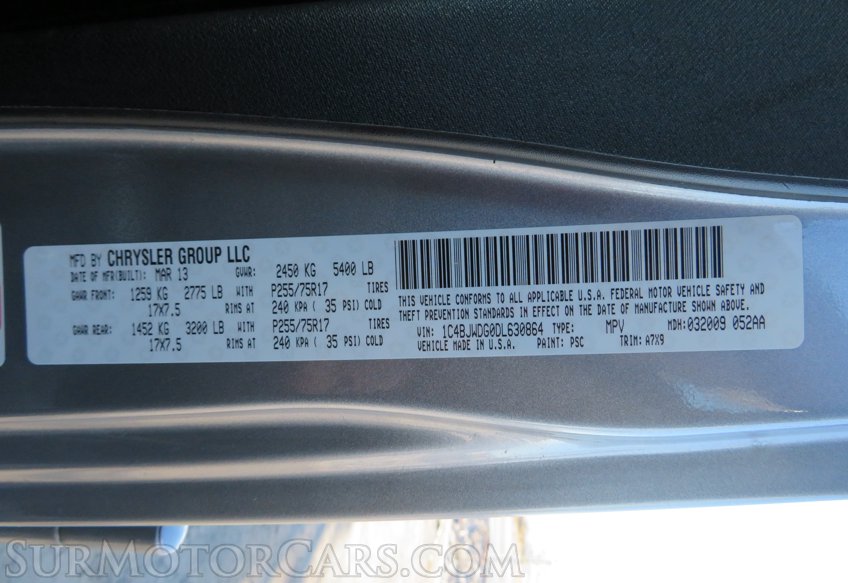 MFD BY CHRYSLER GROUP LLC
DATE OF MFR(BUILT): MAR 13 GVWR: 2450 KG 5400 LB
GAWR FRONT: 1259 KG 2775 LB WITH P255/75R17 TIRES
17X7.5 RIMS AT 240 KPA ( 35 PSI) COLD
GAWR REAR: 1452 KG 3200 LB WITH P255/75R17 TIRES
17X7.5 RIMS AT 240 KPA ( 35 PSI) COLD
THIS VEHICLE CONFORMS TO ALL APPLICABLE U.S.A. FEDERAL MOTOR VEHICLE SAFETY AND
THEFT PREVENTION STANDARDS IN EFFECT ON THE DATE OF MANUFACTURE SHOWN ABOVE.
VIN: 1C4BJWDG0DL630864 TYPE: MPV MDH: 032009 052AA
VEHICLE MADE IN U.S.A. PAINT: PSC TRIM: A7X9
SURMOTORCARS.COM